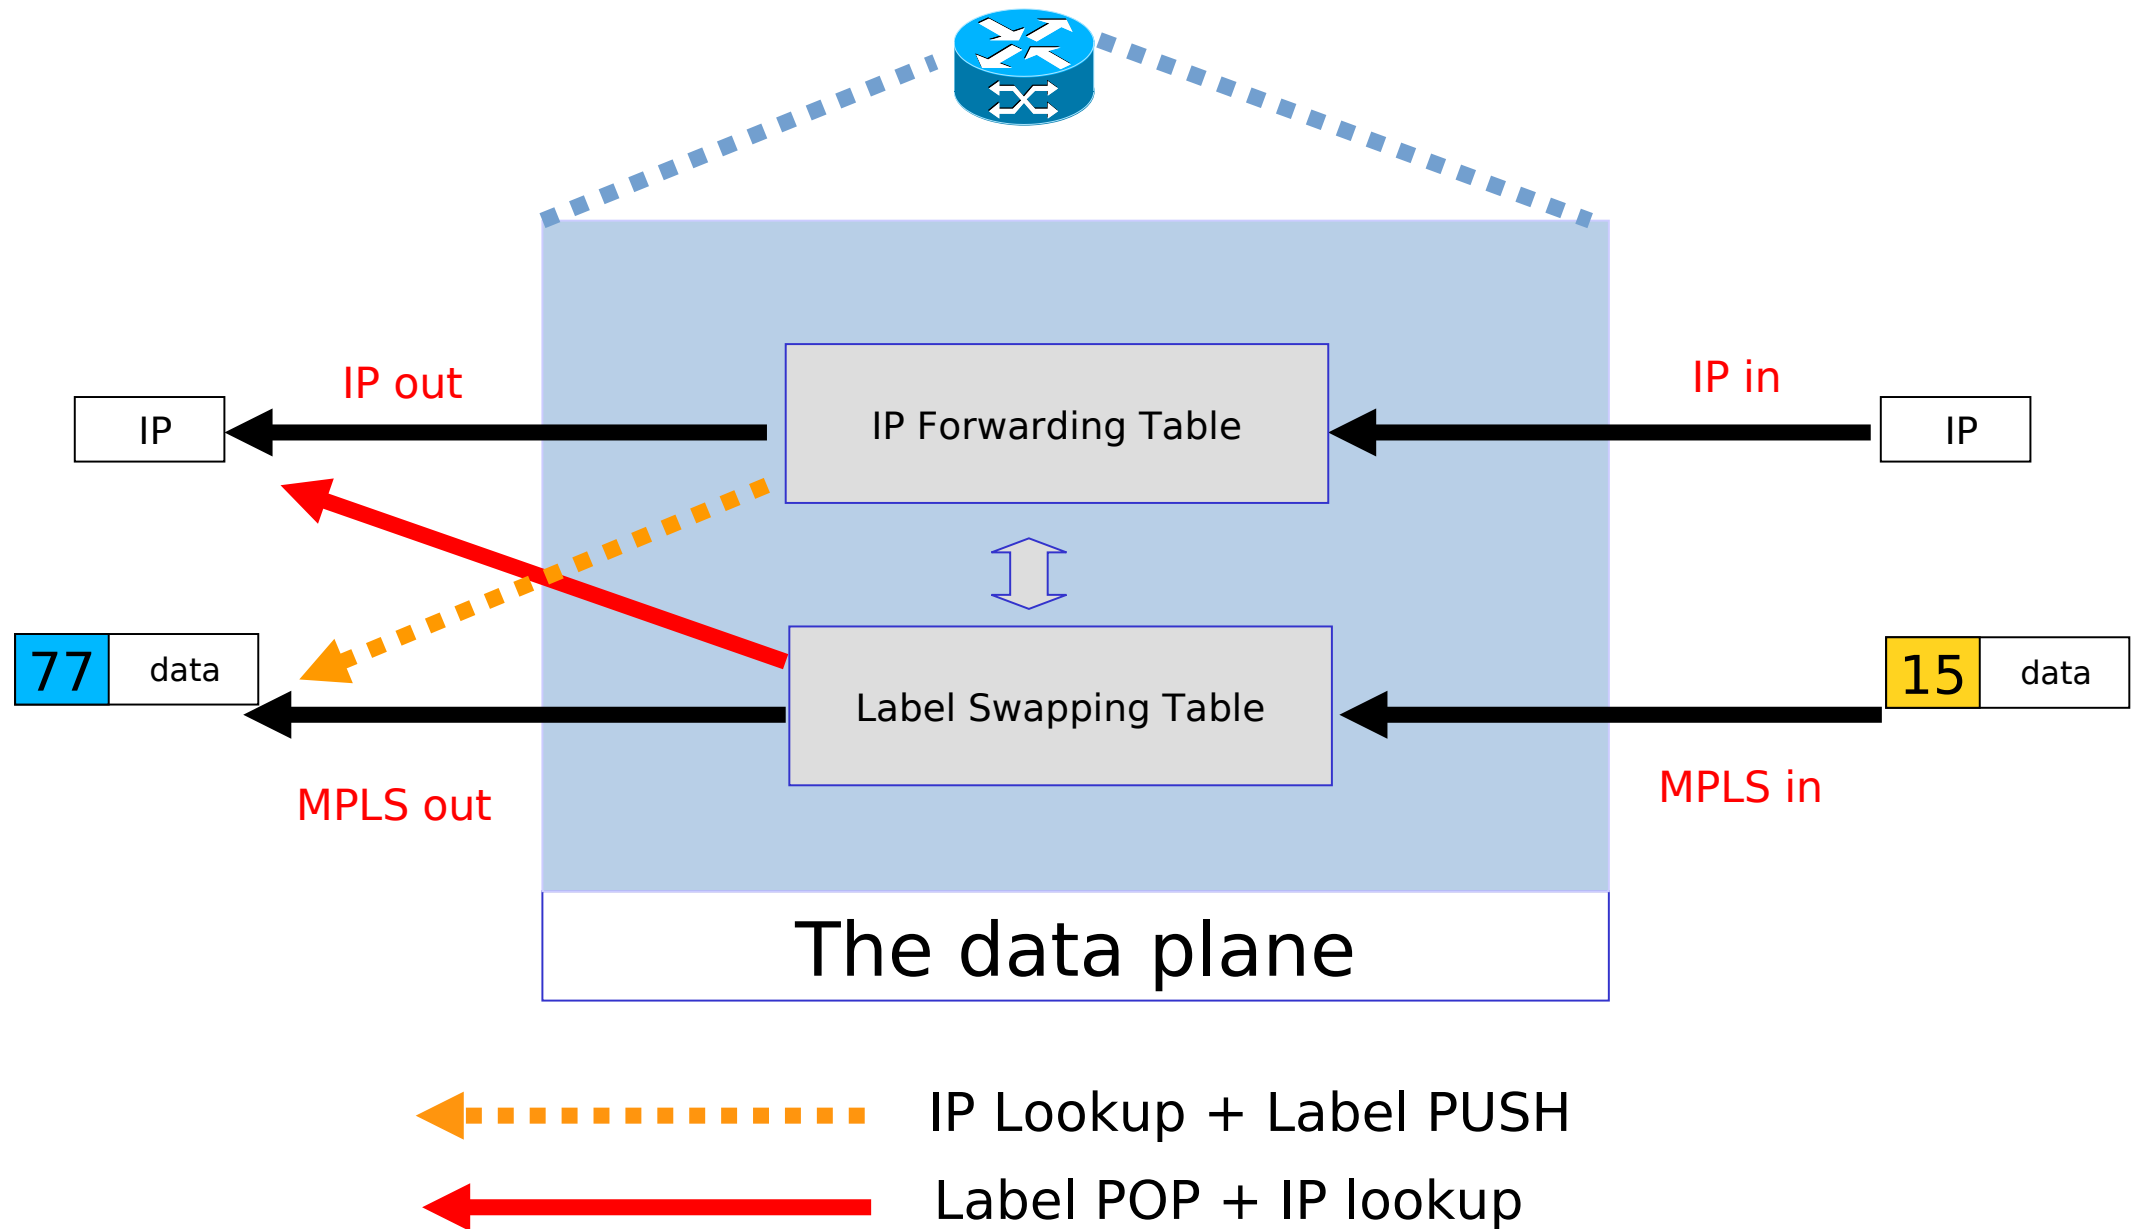 IP out
IP in
IP
IP Forwarding Table
IP
77
data
Label Swapping Table
15
data
MPLS out
MPLS in
The data plane
IP Lookup + Label PUSH
Label POP + IP lookup